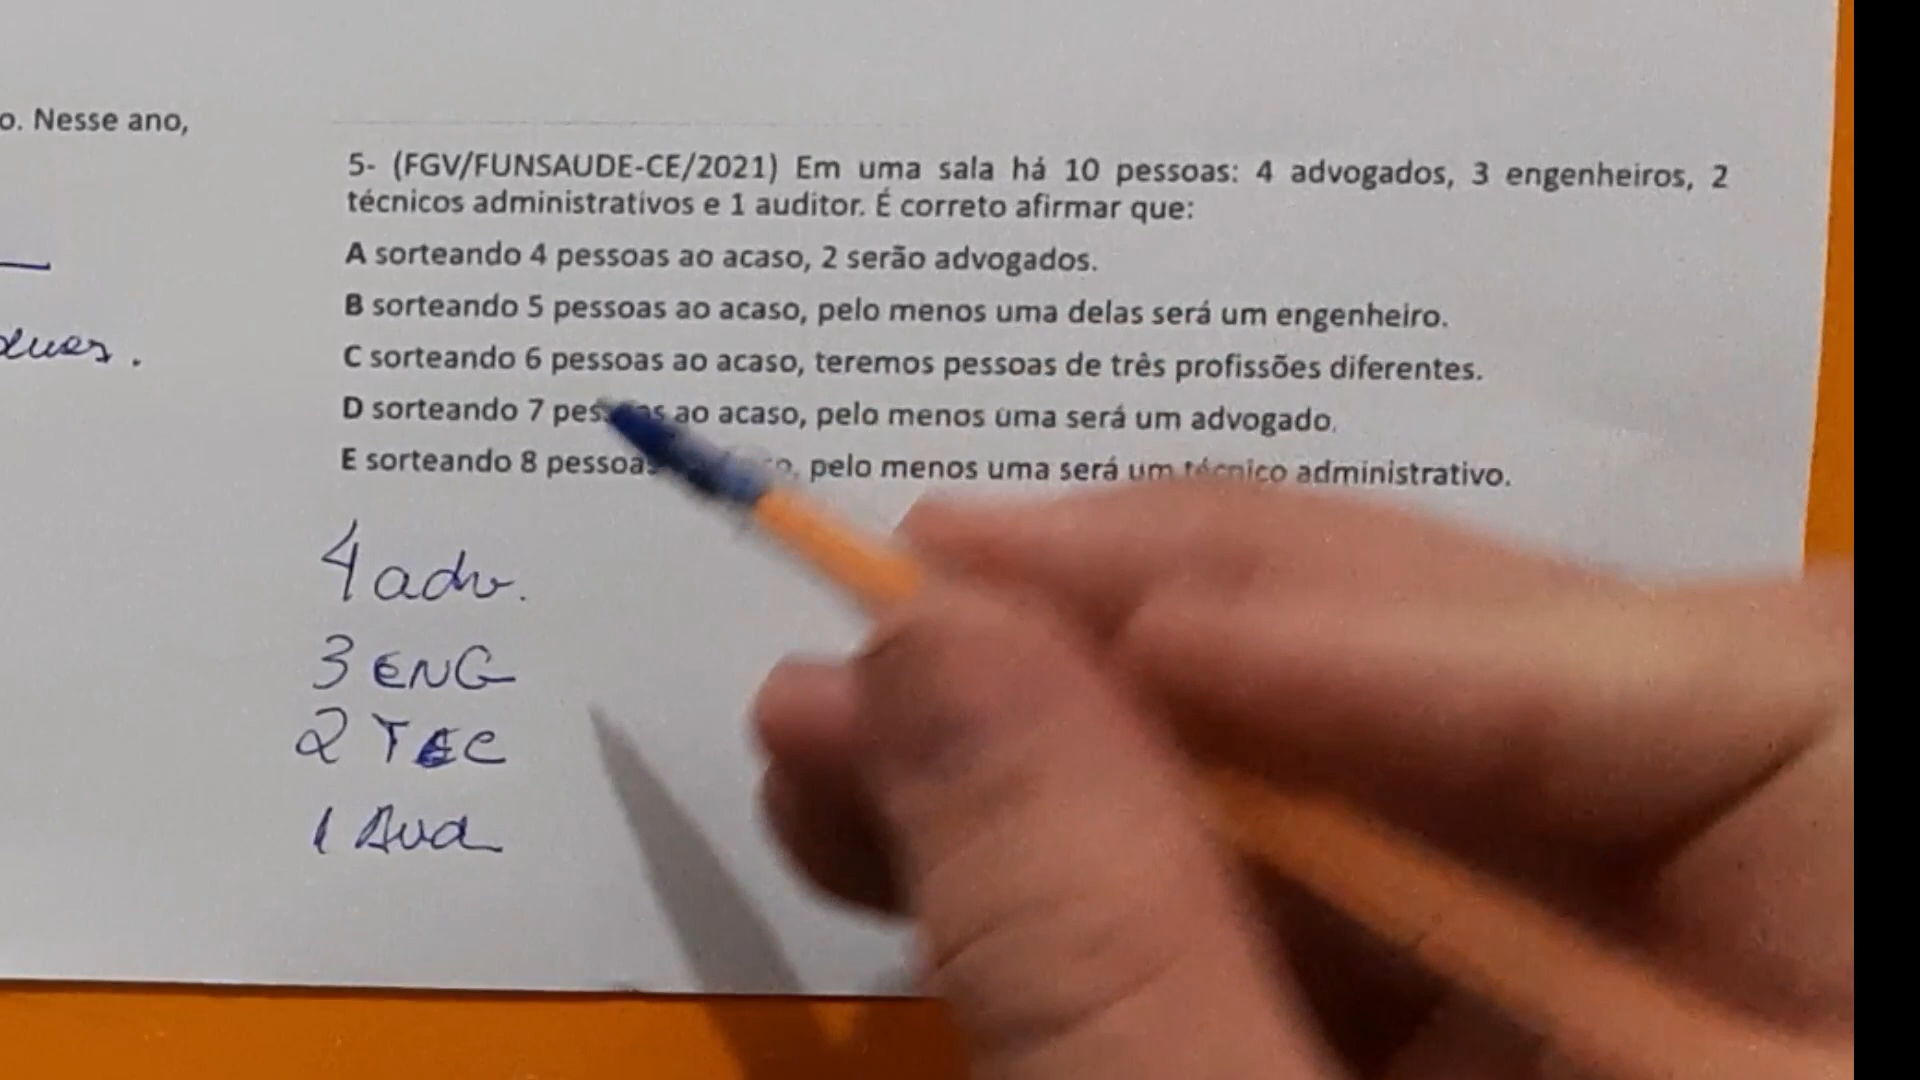 o. Nesse ano,
duas.
5- (FGV/FUNSAUDE-CE/2021) Em uma sala há 10 pessoas: 4 advogados, 3 engenheiros, 2
técnicos administrativos e 1 auditor. É correto afirmar que:
A sorteando 4 pessoas ao acaso, 2 serão advogados.
B sorteando 5 pessoas ao acaso, pelo menos uma delas será um engenheiro.
C sorteando 6 pessoas ao acaso, teremos pessoas de três profissões diferentes.
D sorteando 7 pessoas ao acaso, pelo menos uma será um advogado.
E sorteando 8 pessoas pelo menos uma será um técnico administrativo.
4 adv.
3 ENG
2 TEC
1 Aud